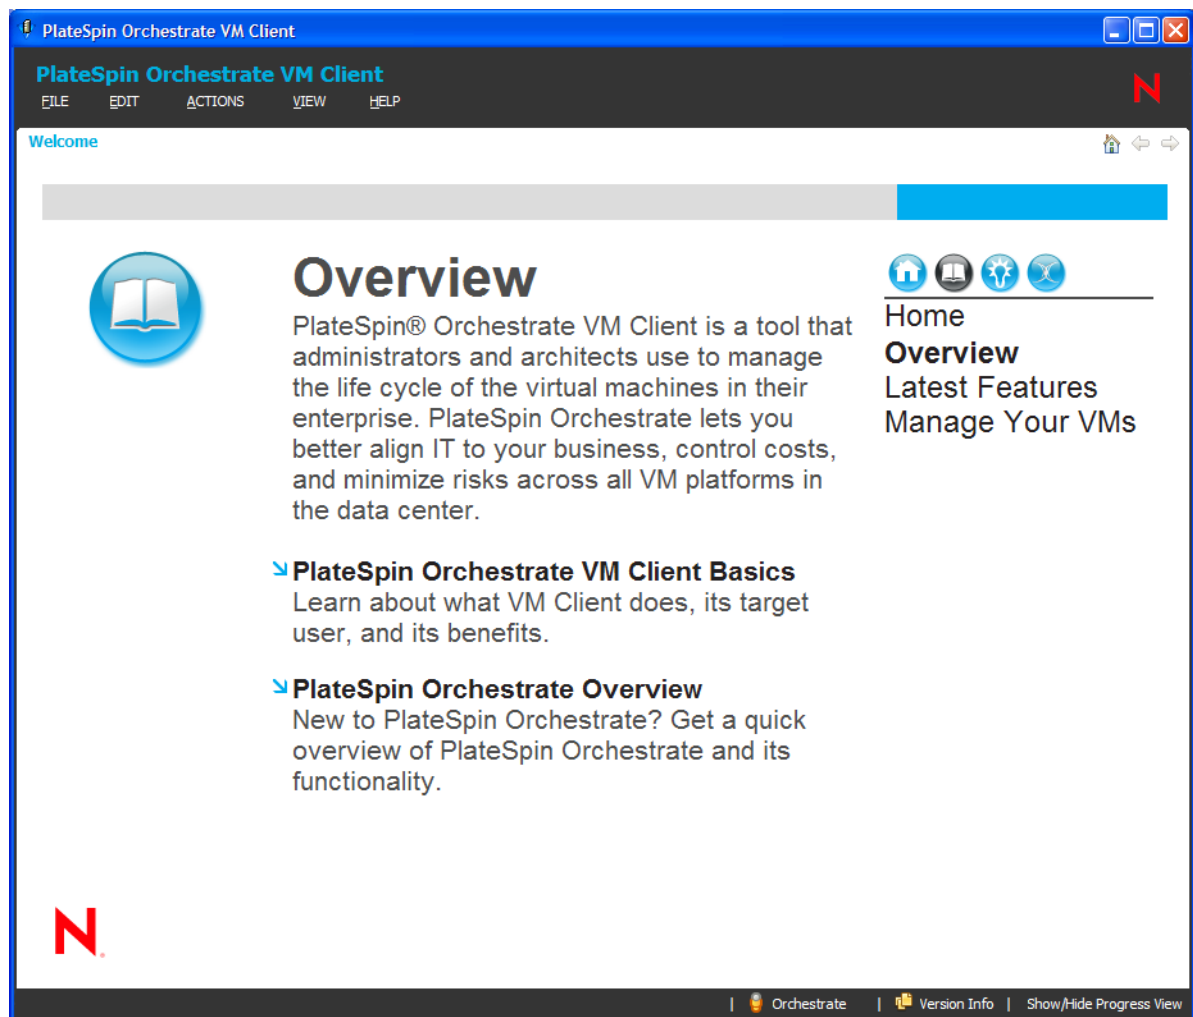 PlateSpin Orchestrate VM Client
PlateSpin Orchestrate VM Client
FILE EDIT ACTIONS VIEW HELP
N
Welcome
Overview
PlateSpin® Orchestrate VM Client is a tool that
administrators and architects use to manage
the life cycle of the virtual machines in their
enterprise. PlateSpin Orchestrate lets you
better align IT to your business, control costs,
and minimize risks across all VM platforms in
the data center.
PlateSpin Orchestrate VM Client Basics
Learn about what VM Client does, its target
user, and its benefits.
PlateSpin Orchestrate Overview
New to PlateSpin Orchestrate? Get a quick
overview of PlateSpin Orchestrate and its
functionality.
Home
Overview
Latest Features
Manage Your VMs
N
| Orchestrate | Version Info | Show/Hide Progress View